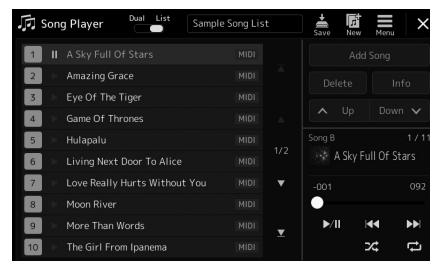 Song Player
Dual List
Sample Song List
Save
New
Menu
1 A Sky Full Of Stars MIDI
2 Amazing Grace MIDI
3 Eye Of The Tiger MIDI
4 Game Of Thrones MIDI
5 Hulapalu MIDI
6 Living Next Door To Alice MIDI
7 Love Really Hurts Without You MIDI
8 Moon River MIDI
9 More Than Words MIDI
10 The Girl From Ipanema MIDI
1/2
Add Song
Delete Info
Up Down
Song B 1 / 11
A Sky Full Of Stars
-001 092